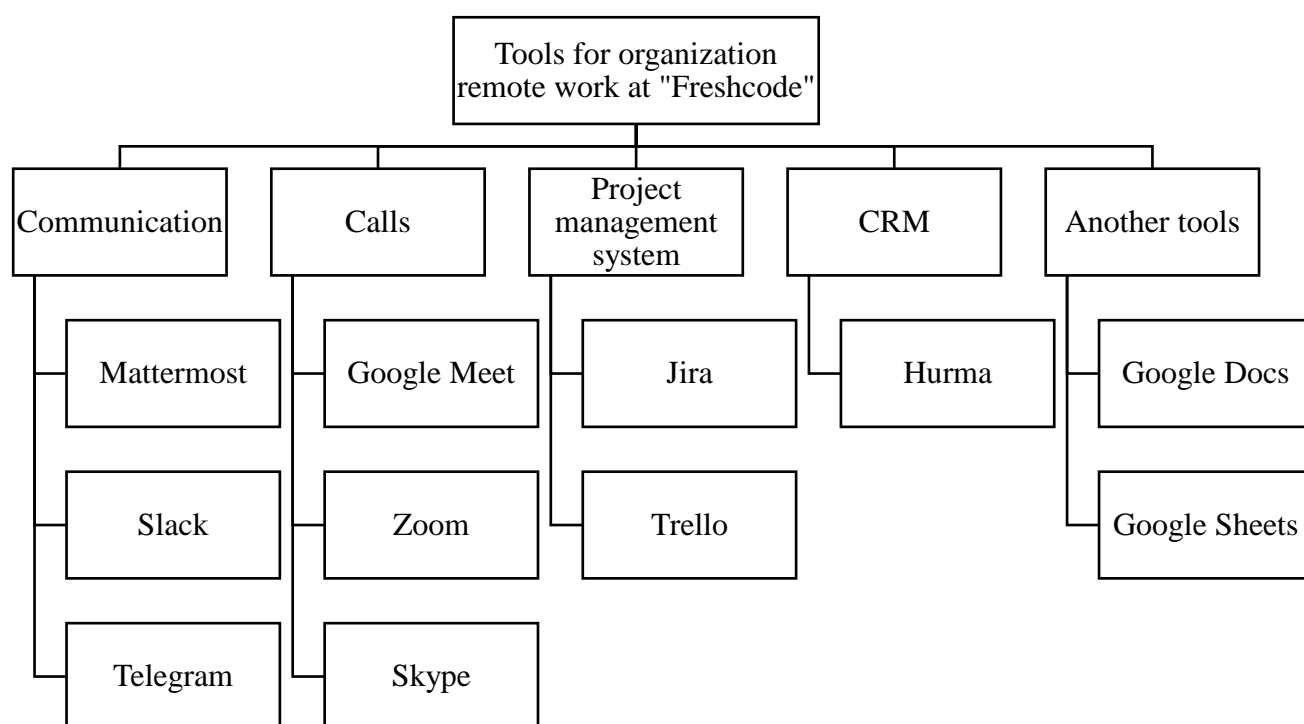 Tools for organization
remote work at "Freshcode"
Communication
Calls
Project
management
system
CRM
Another tools
Mattermost
Google Meet
Jira
Hurma
Google Docs
Slack
Zoom
Trello
Google Sheets
Telegram
Skype